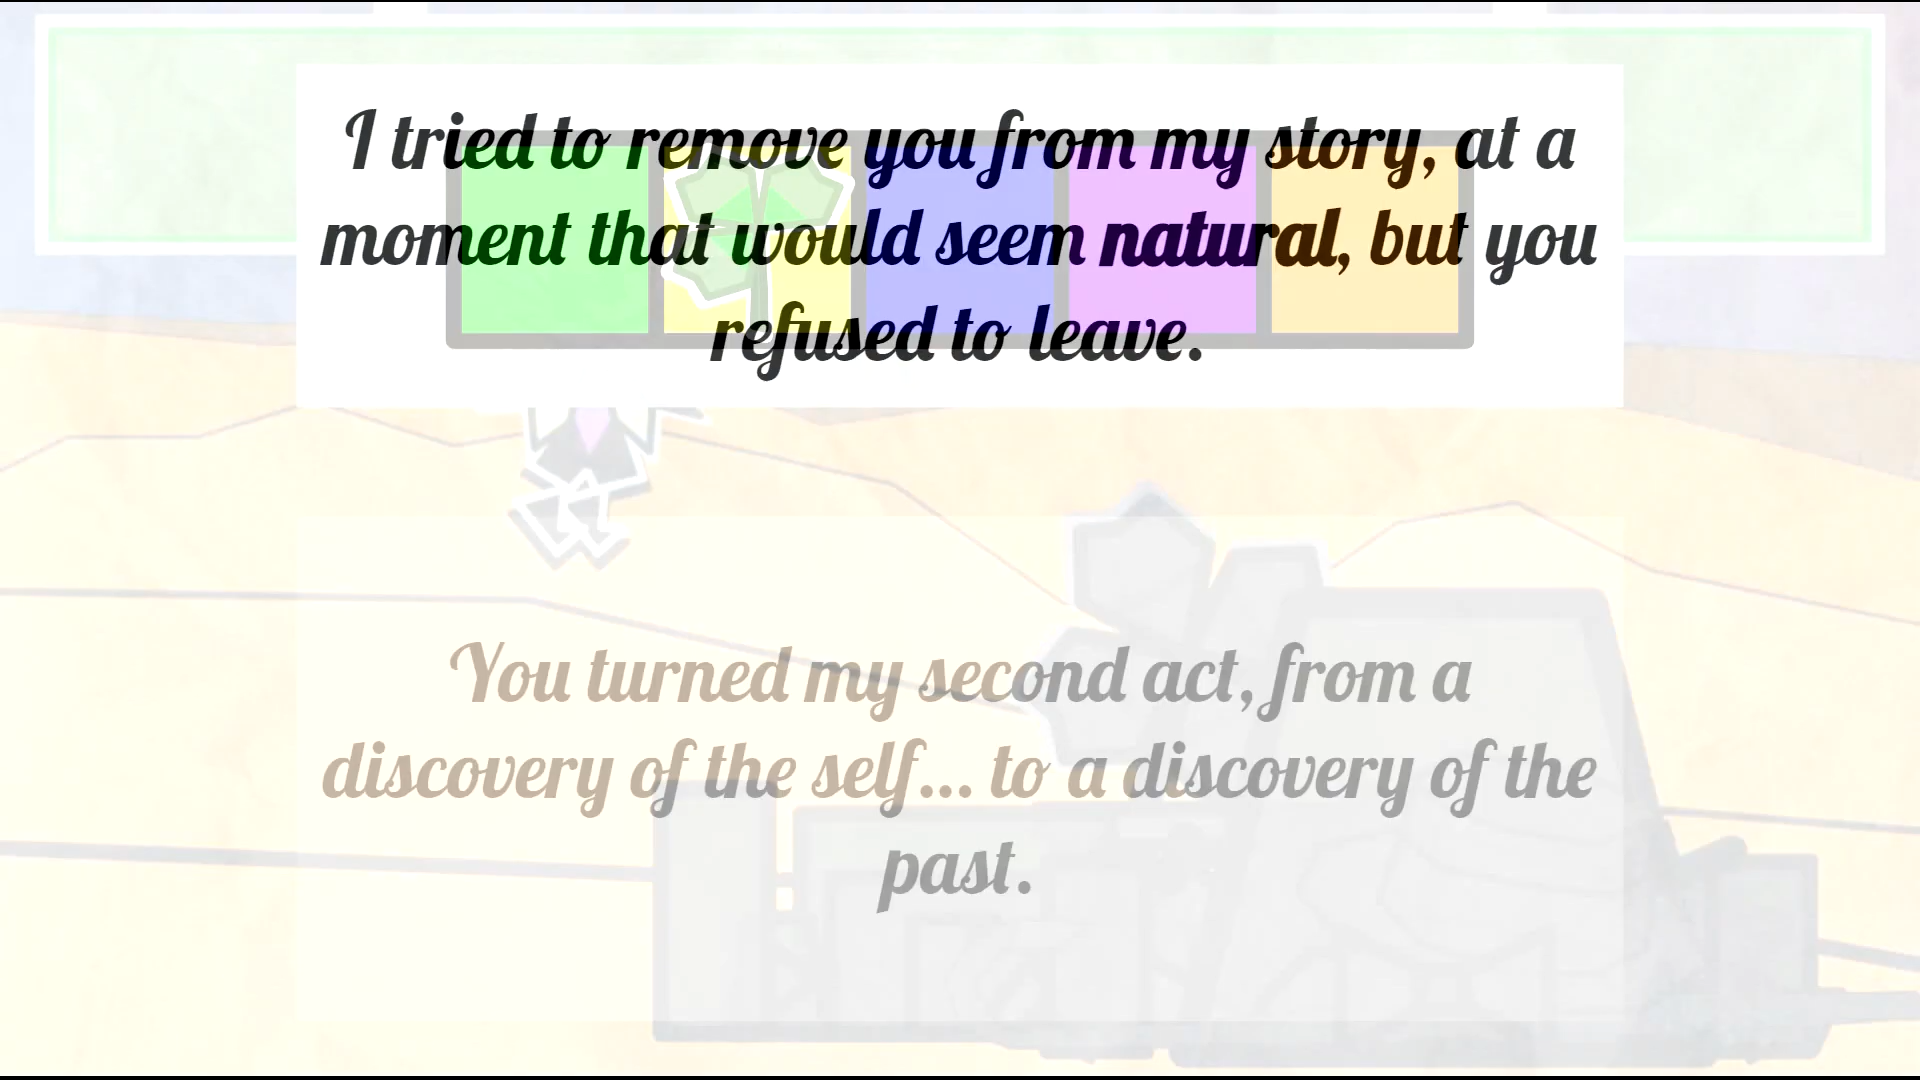 I tried to remove you from my story, at a
moment that would seem natural, but you
refused to leave.
You turned my second act, from a
discovery of the self... to a discovery of the
past.